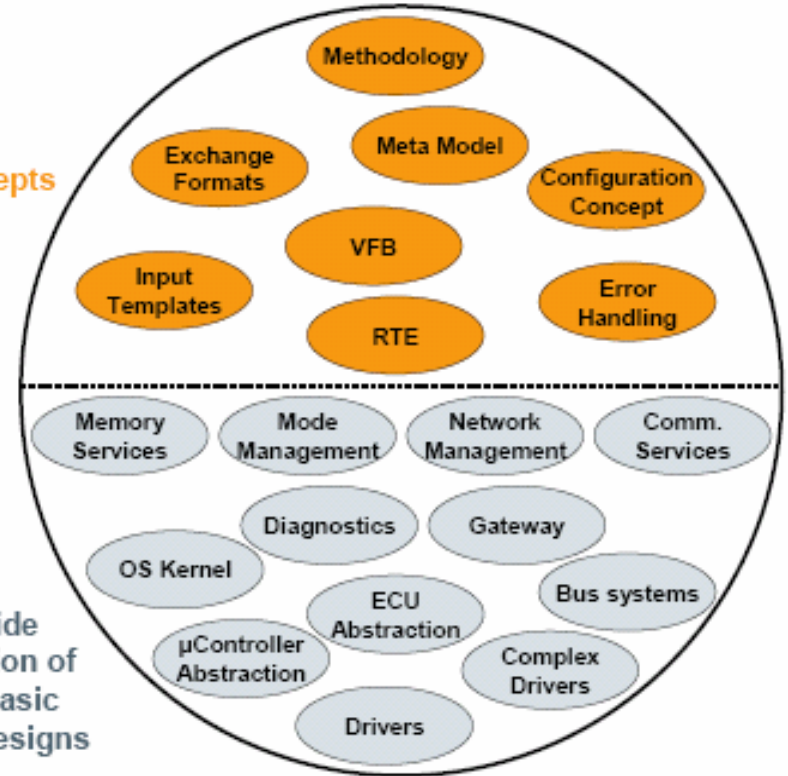 Methodology
Meta Model
Exchange
Formats
Configuration
Concept
VFB
Input
Templates
Error
Handling
RTE
Memory
Services
Mode
Management
Network
Management
Comm.
Services
Diagnostics
Gateway
OS Kernel
Bus systems
ECU
Abstraction
µController
Abstraction
Complex
Drivers
Drivers
epts
ide
ion of
asic
esigns